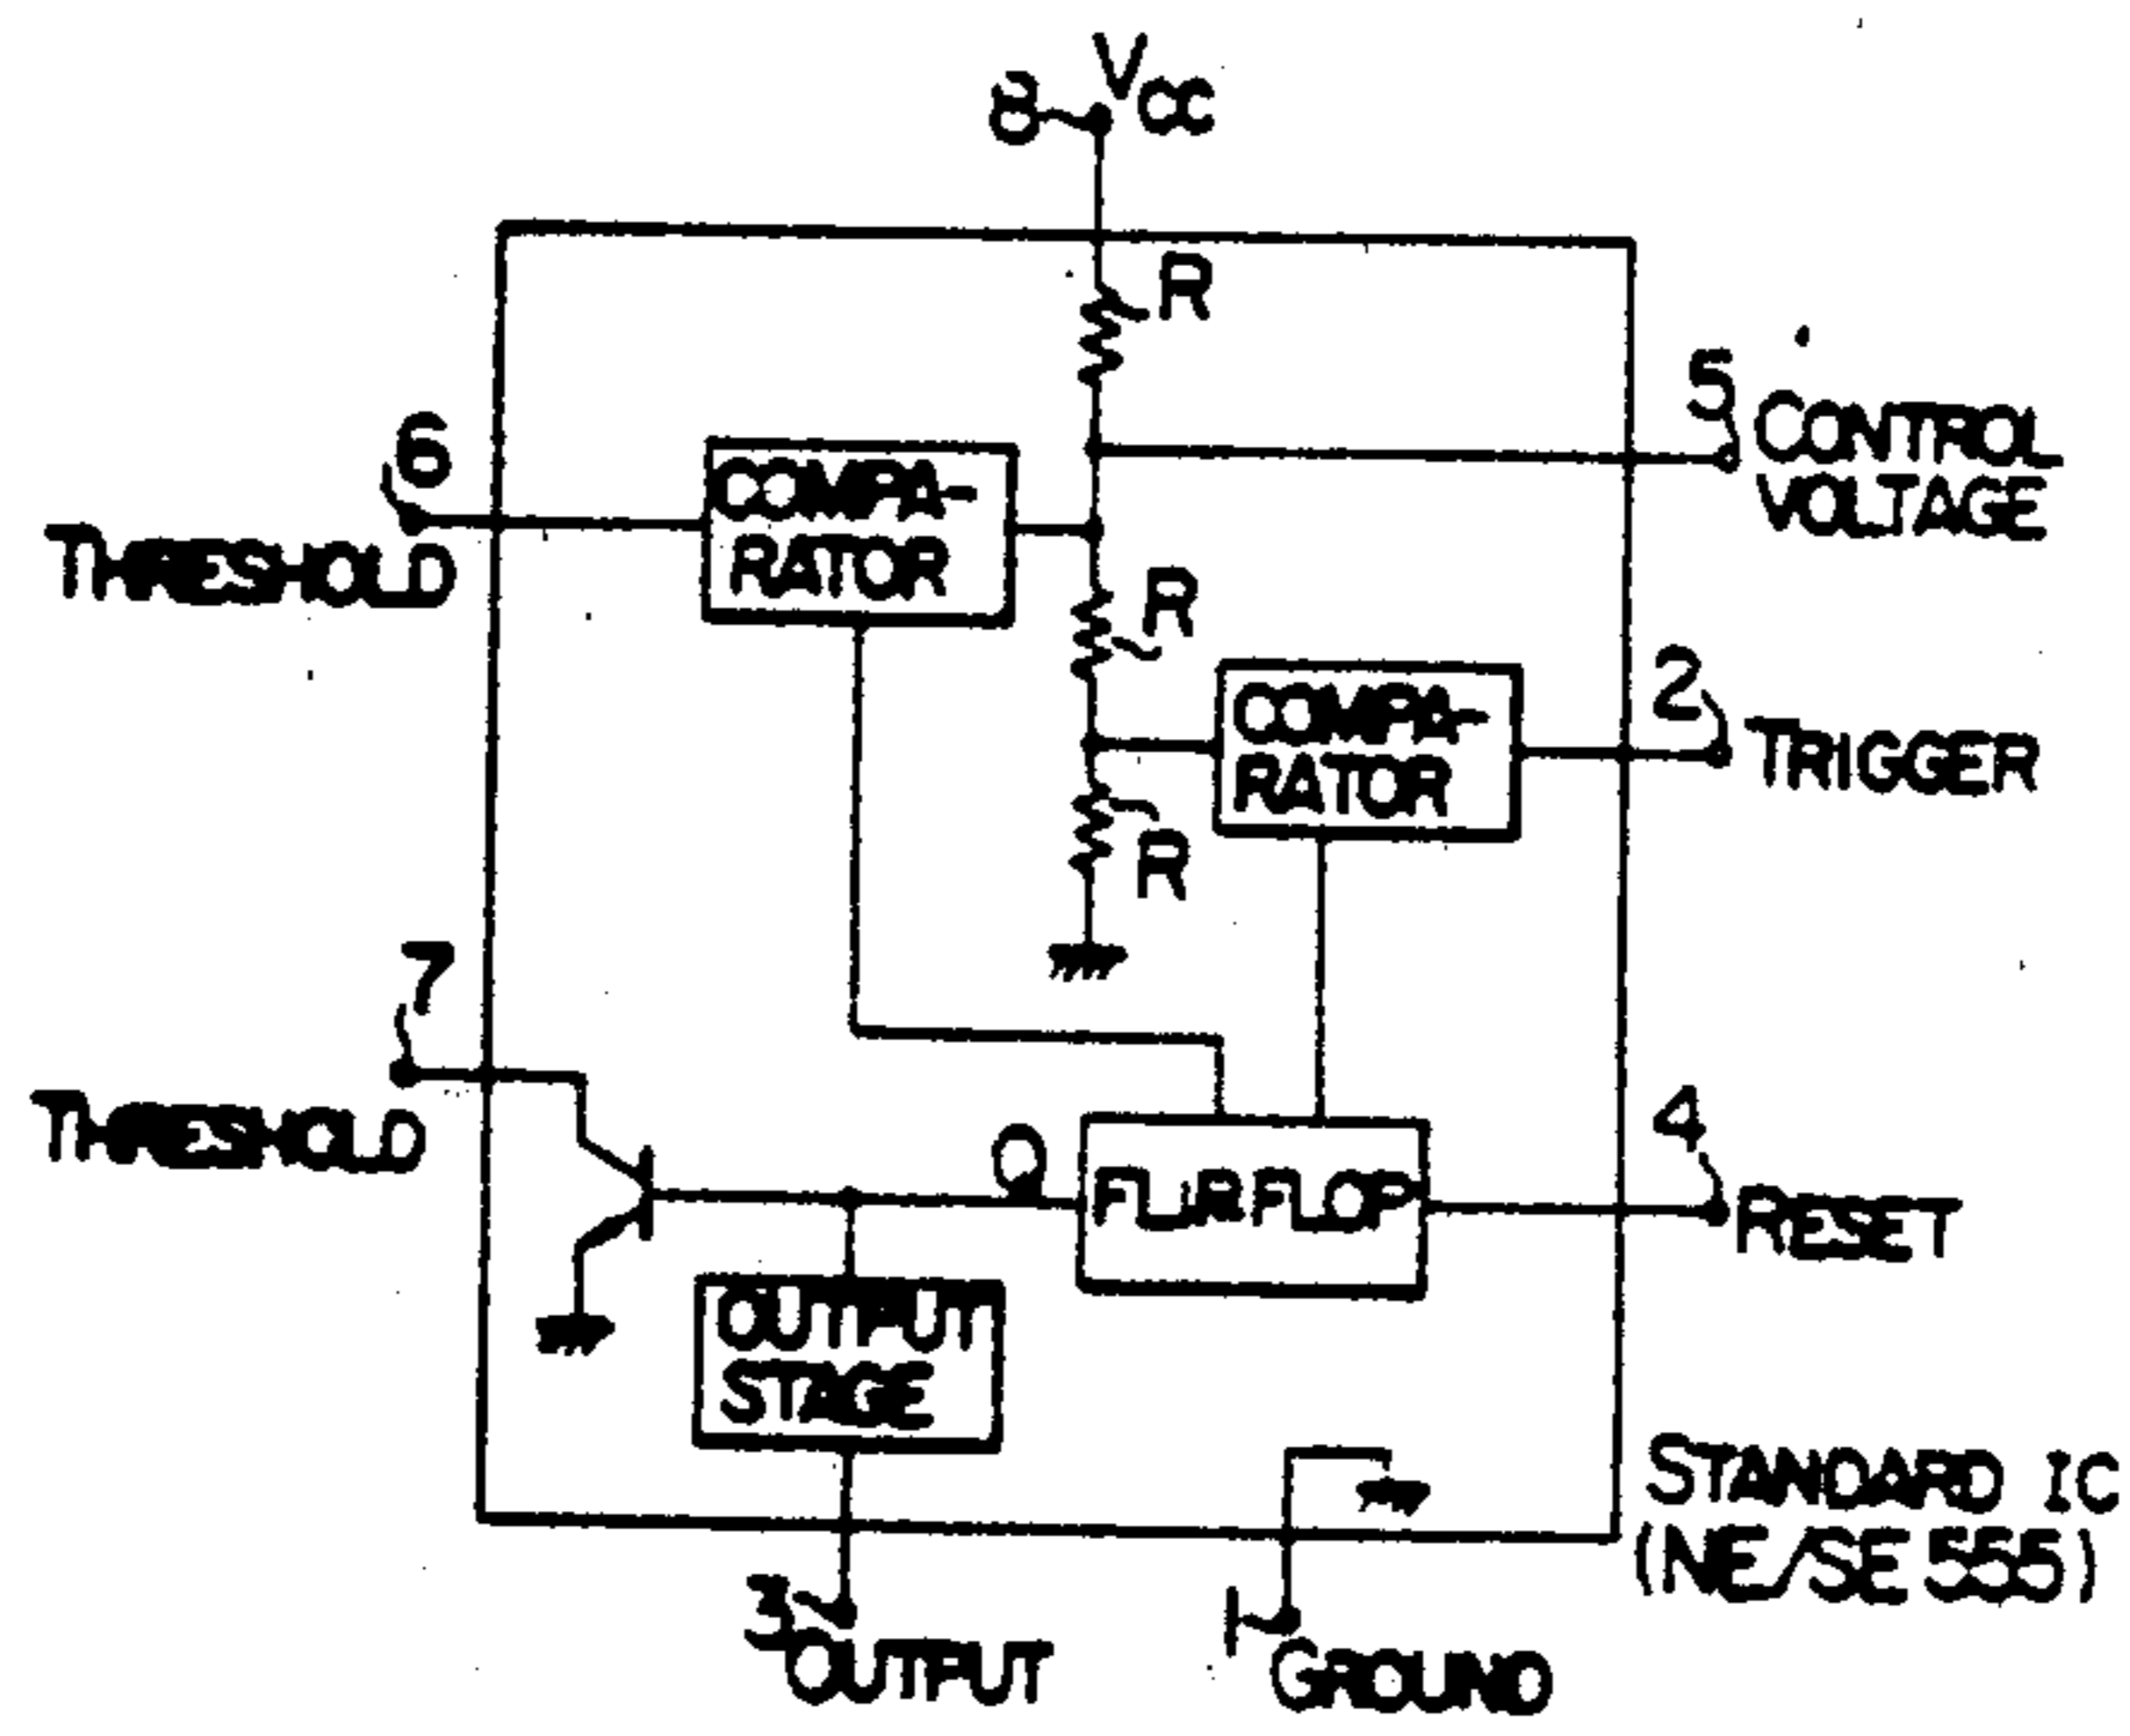 8
VCC
R
5
CONTROL
VOLTAGE
6
THRESHOLD
COMPA-
RATOR
R
2
TRIGGER
COMPA-
RATOR
R
7
THRESHOLD
4
RESET
Q
FLIP FLOP
OUTPUT
STAGE
STANDARD IC
(NE/SE 555)
3
OUTPUT
1
GROUND